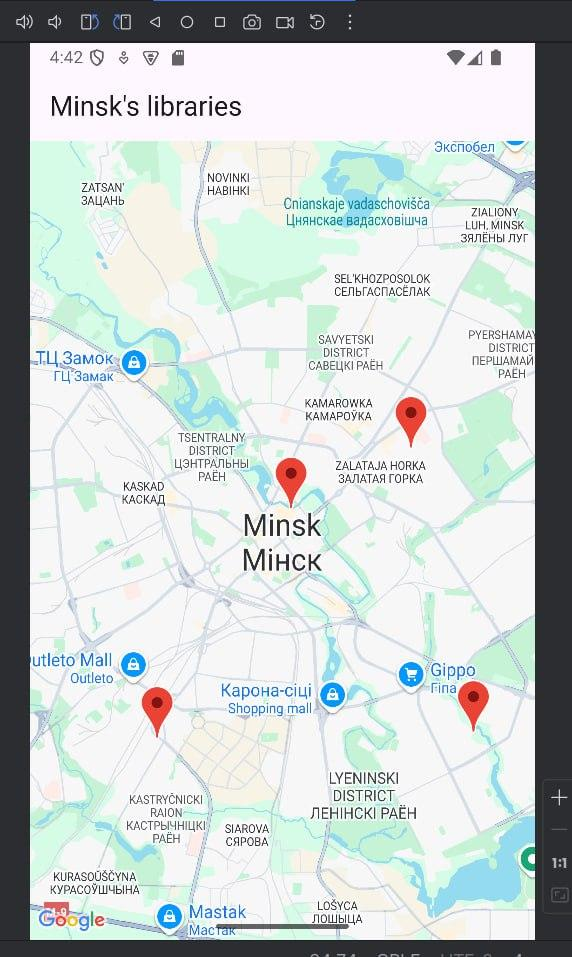 4:42
Minsk's libraries
Экспобел
ZATSAN'
ЗАЦАНЬ
NOVINKI
НАВІНКІ
Cnianskaje vadaschovišča
Цнянскае вадасховішча
ZIALIONY
LUH, MINSK
ЗЯЛЁНЫ ЛУГ
SEL'KHOZPOSOLOK
СЕЛЬГАСПАСЁЛАК
SAVYETSKI
DISTRICT
САВЕЦКІ РАЁН
PYERSHAMAY
DISTRICT
ПЕРШАМАЙ
РАЁН
ТЦ Замок
ГЦ Замак
KAMAROWKA
КАМАРОЎКА
TSENTRALNY
DISTRICT
ЦЭНТРАЛЬНЫ
РАЁН
ZALATAJA HORKA
ЗАЛАТАЯ ГОРКА
KASKAD
КАСКАД
Minsk
Мінск
utleto Mall
Outleto
Карона-сіці
Shopping mall
Gippo
Гіпа
LYENINSKI
DISTRICT
ЛЕНІНСКІ РАЁН
KASTRYČNICKI
RAION
КАСТРЫЧНІЦКІ
РАЁН
SIAROVA
СЯРОВА
KURASOŬŠČYNA
КУРАСОЎШЧЫНА
LOŠYCA
ЛОШЫЦА
Mastak
Мастак
Google
1:1